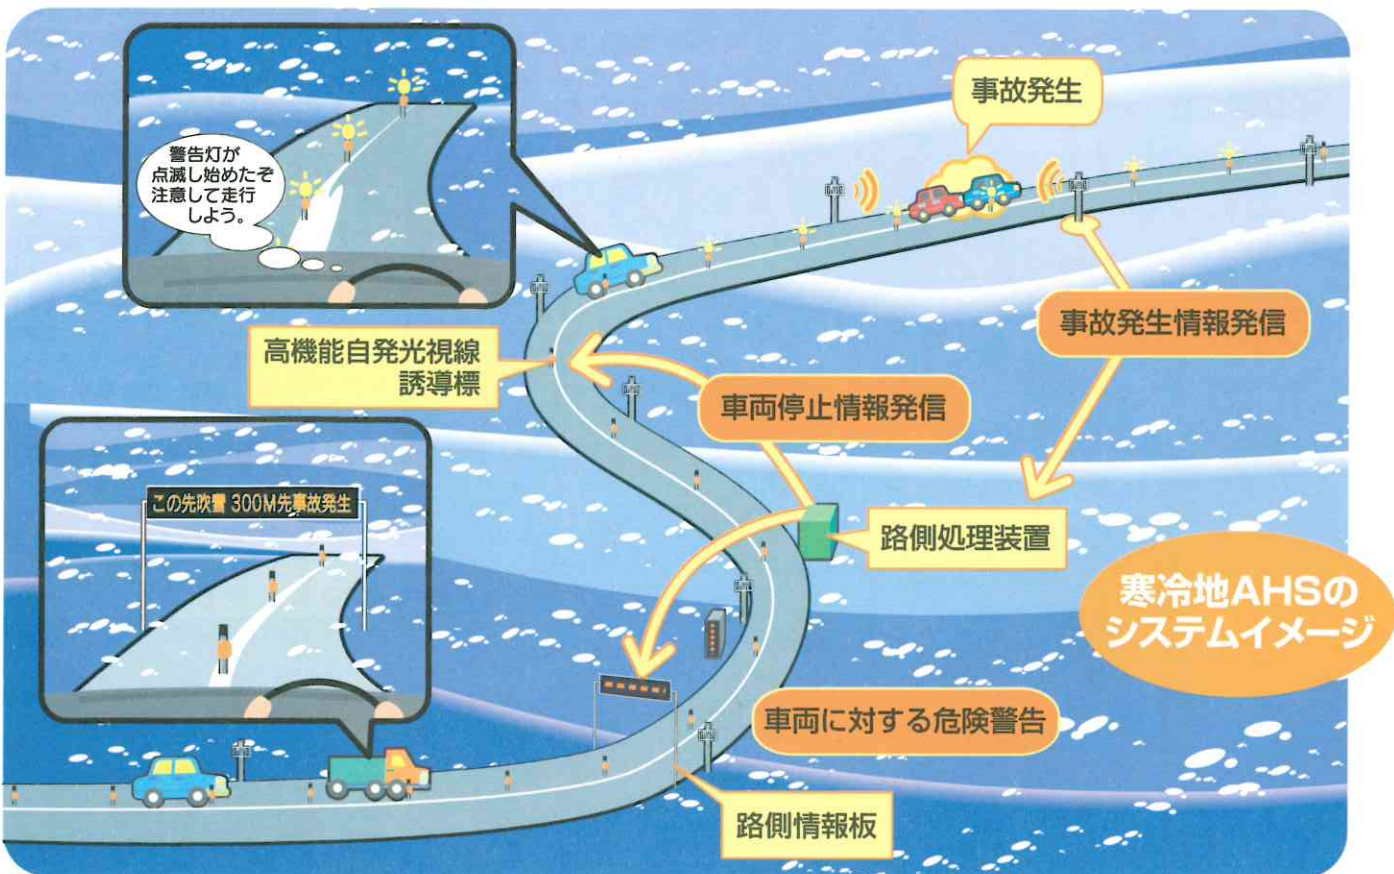 事故発生
警告灯が
点滅し始めたぞ
注意して走行
しよう。
事故発生情報発信
高機能自発光視線
誘導標
車両停止情報発信
この先吹雪 300M先事故発生
路側処理装置
寒冷地AHSの
システムイメージ
車両に対する危険警告
路側情報板